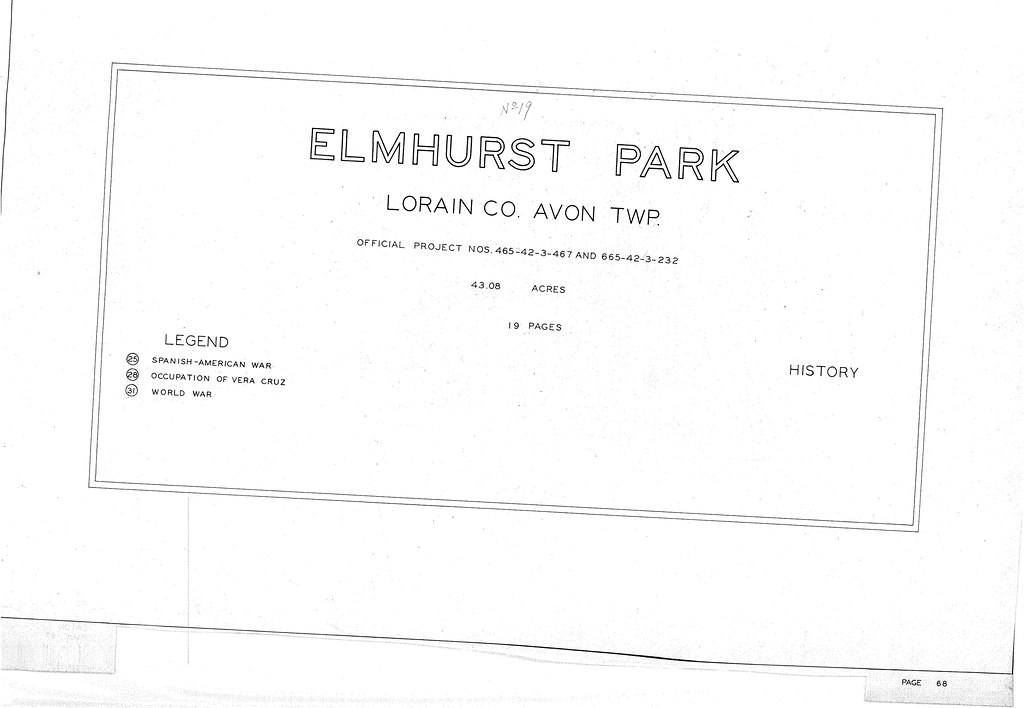 Nº19
ELMHURST PARK
LORAIN CO. AVON TWP.
OFFICIAL PROJECT NOS. 465-42-3-467 AND 665-42-3-232
43.08 ACRES
19 PAGES
LEGEND
25 SPANISH-AMERICAN WAR
28 OCCUPATION OF VERA CRUZ
31 WORLD WAR
HISTORY
PAGE 68